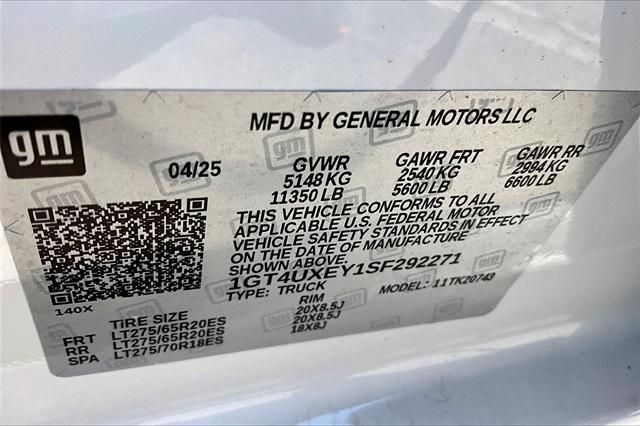 gm
MFD BY GENERAL MOTORS LLC
04/25
GVWR
5148 KG
11350 LB
GAWR FRT
2540 KG
5600 LB
GAWR RR
2994 KG
6600 LB
THIS VEHICLE CONFORMS TO ALL
APPLICABLE U.S. FEDERAL MOTOR
VEHICLE SAFETY STANDARDS IN EFFECT
ON THE DATE OF MANUFACTURE
SHOWN ABOVE.
1GT4UXEY1SF292271
TYPE: TRUCK
MODEL: 11TK20743
140X
TIRE SIZE
RIM
FRT LT275/65R20ES 20X8.5J
RR LT275/65R20ES 20X8.5J
SPA LT275/70R18ES 18X8J